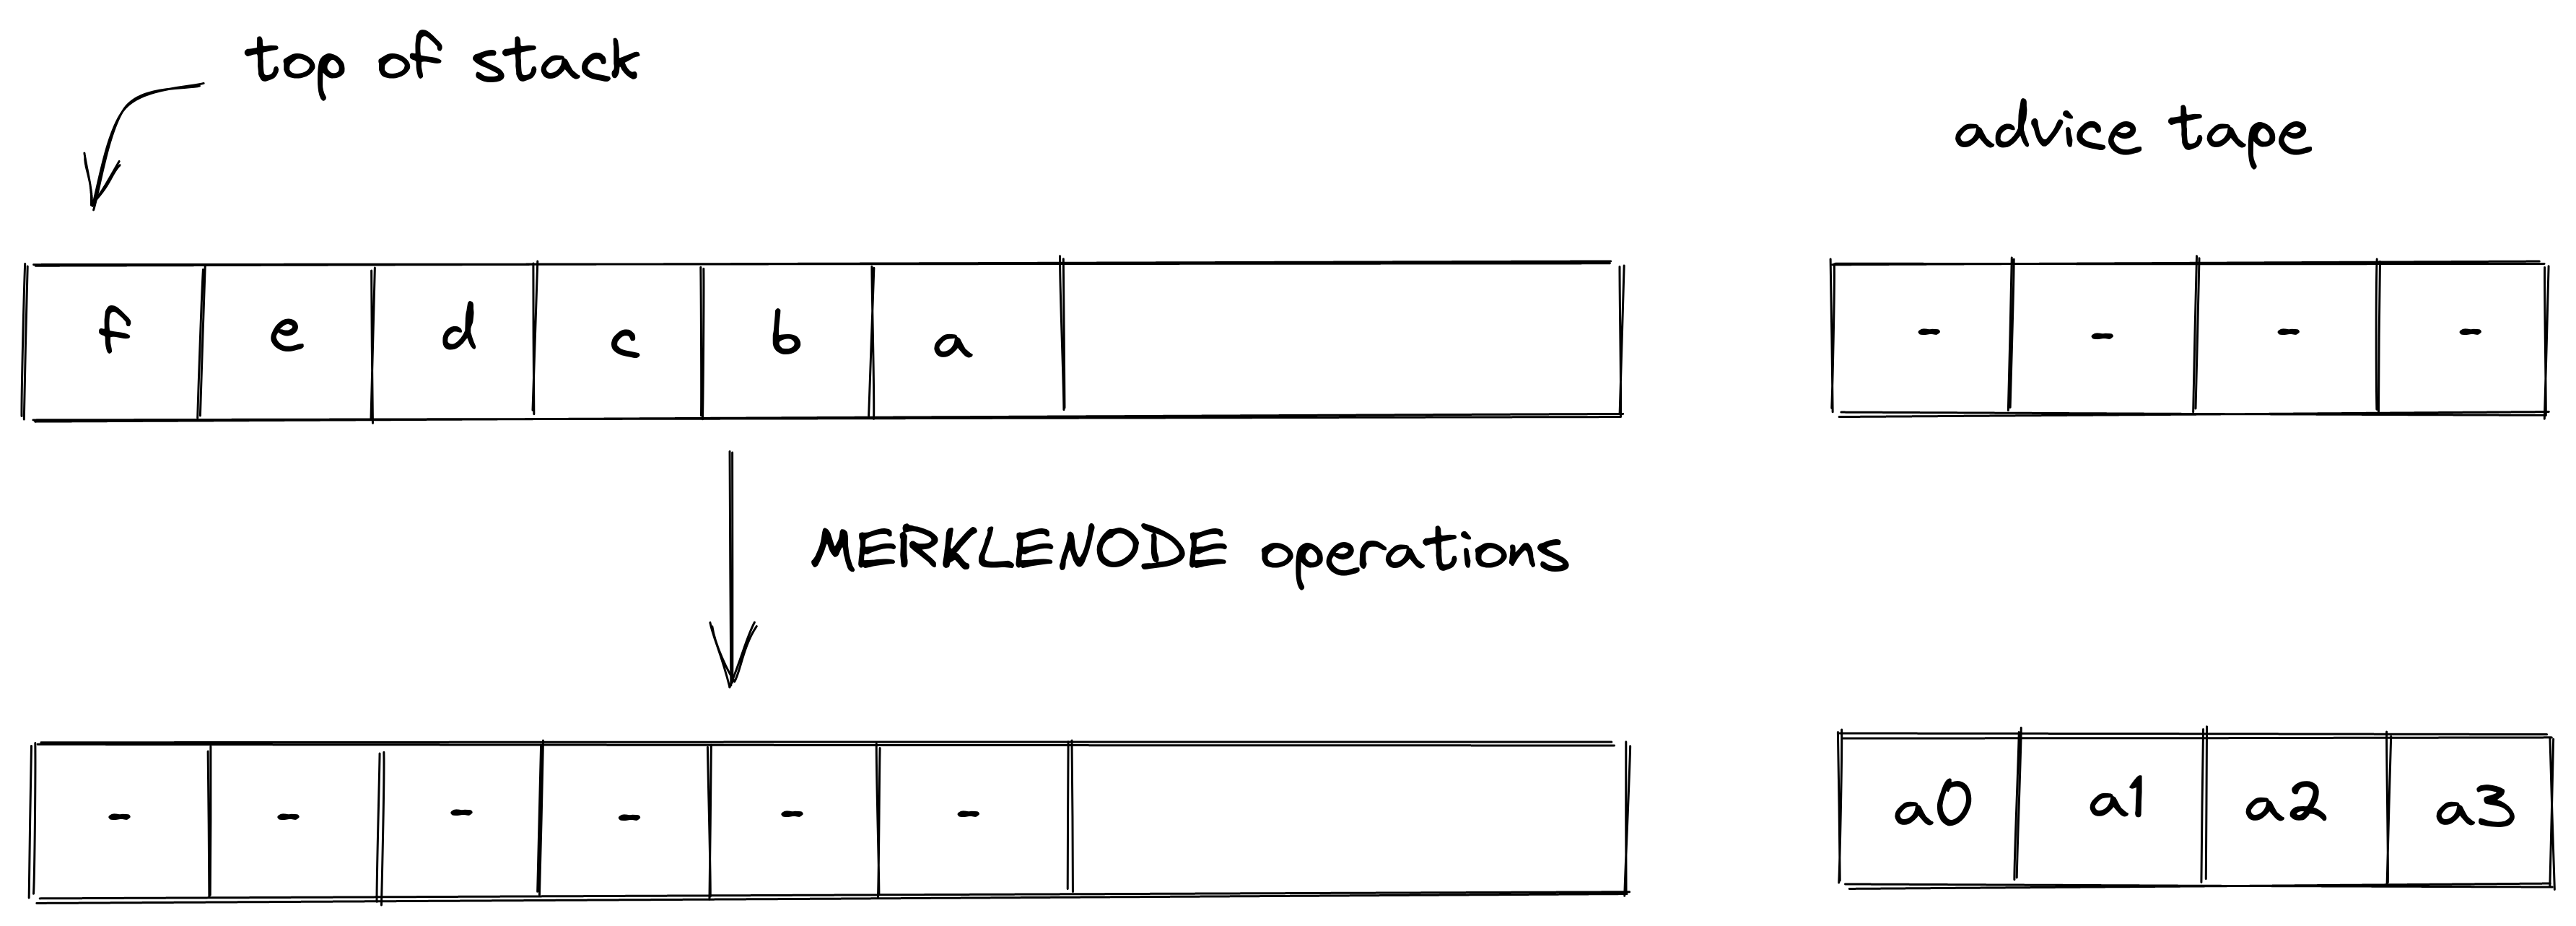 top of stack
advice tape
f e d c b a
- - - -
MERKLENODE operations
- - - - - -
a0 a1 a2 a3